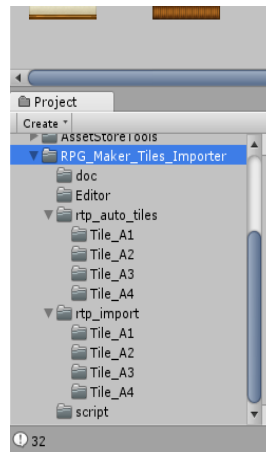 Project
Create
AssetStoreTools
RPG_Maker_Tiles_Importer
doc
Editor
rtp_auto_tiles
Tile_A1
Tile_A2
Tile_A3
Tile_A4
rtp_import
Tile_A1
Tile_A2
Tile_A3
Tile_A4
script
32